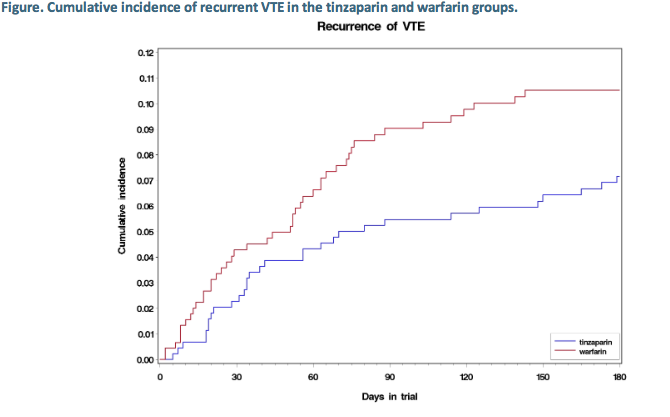 Figure. Cumulative incidence of recurrent VTE in the tinzaparin and warfarin groups.
Recurrence of VTE
0.12
0.11
0.10
0.09
0.08
0.07
0.06
0.05
0.04
0.03
0.02
0.01
0.00
Cumulative incidence
tinzaparin
warfarin
0 30 60 90 120 150 180
Days in trial